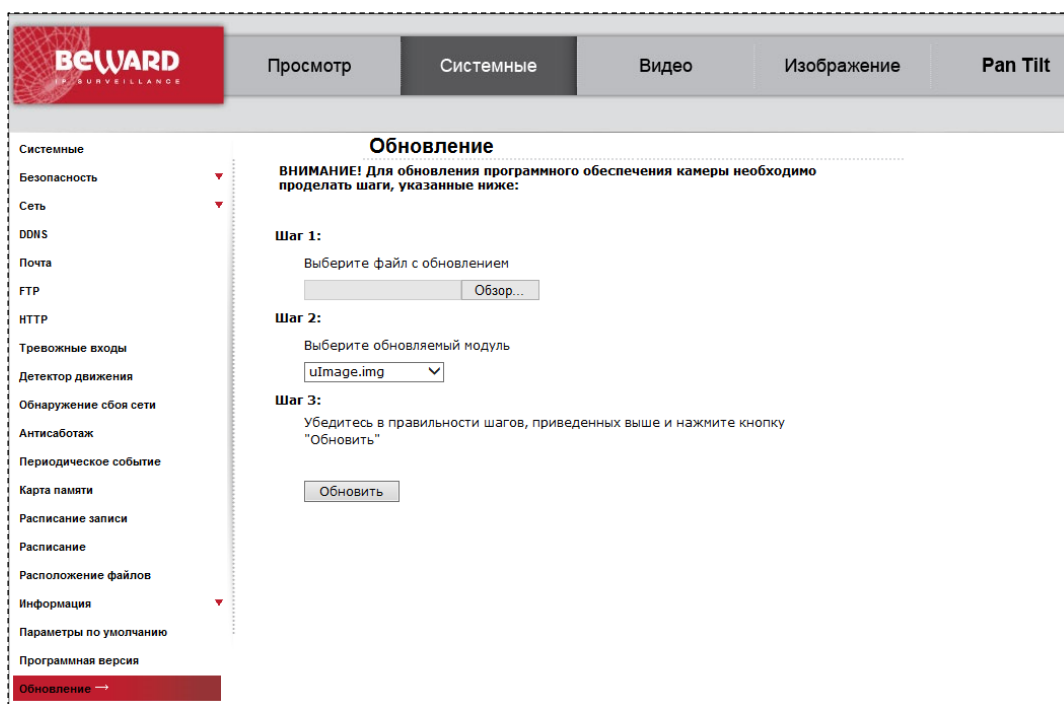 BEWARD
IP SURVEILLANCE
Просмотр
Системные
Видео
Изображение
Pan Tilt
Системные
Безопасность
Сеть
DDNS
Почта
FTP
HTTP
Тревожные входы
Детектор движения
Обнаружение сбоя сети
Антисаботаж
Периодическое событие
Карта памяти
Расписание записи
Расписание
Расположение файлов
Информация
Параметры по умолчанию
Программная версия
Обновление →
Обновление
ВНИМАНИЕ! Для обновления программного обеспечения камеры необходимо
проделать шаги, указанные ниже:
Шаг 1:
Выберите файл с обновлением
Обзор...
Шаг 2:
Выберите обновляемый модуль
uImage.img
Шаг 3:
Убедитесь в правильности шагов, приведенных выше и нажмите кнопку
"Обновить"
Обновить